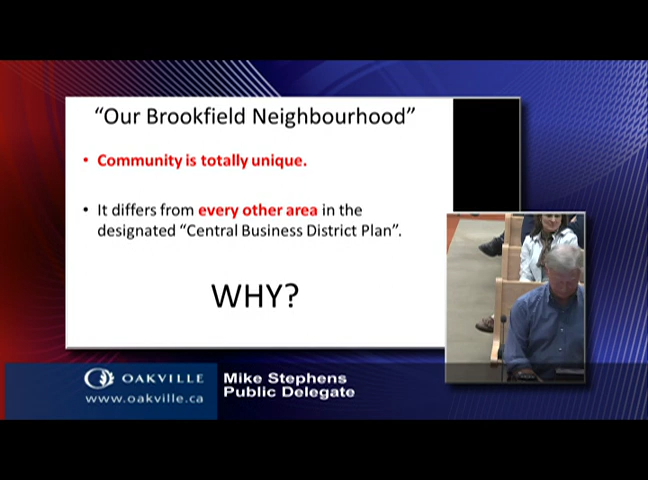 “Our Brookfield Neighbourhood”
• Community is totally unique.
• It differs from every other area in the
designated “Central Business District Plan”.
WHY?
OAKVILLE
www.oakville.ca
Mike Stephens
Public Delegate